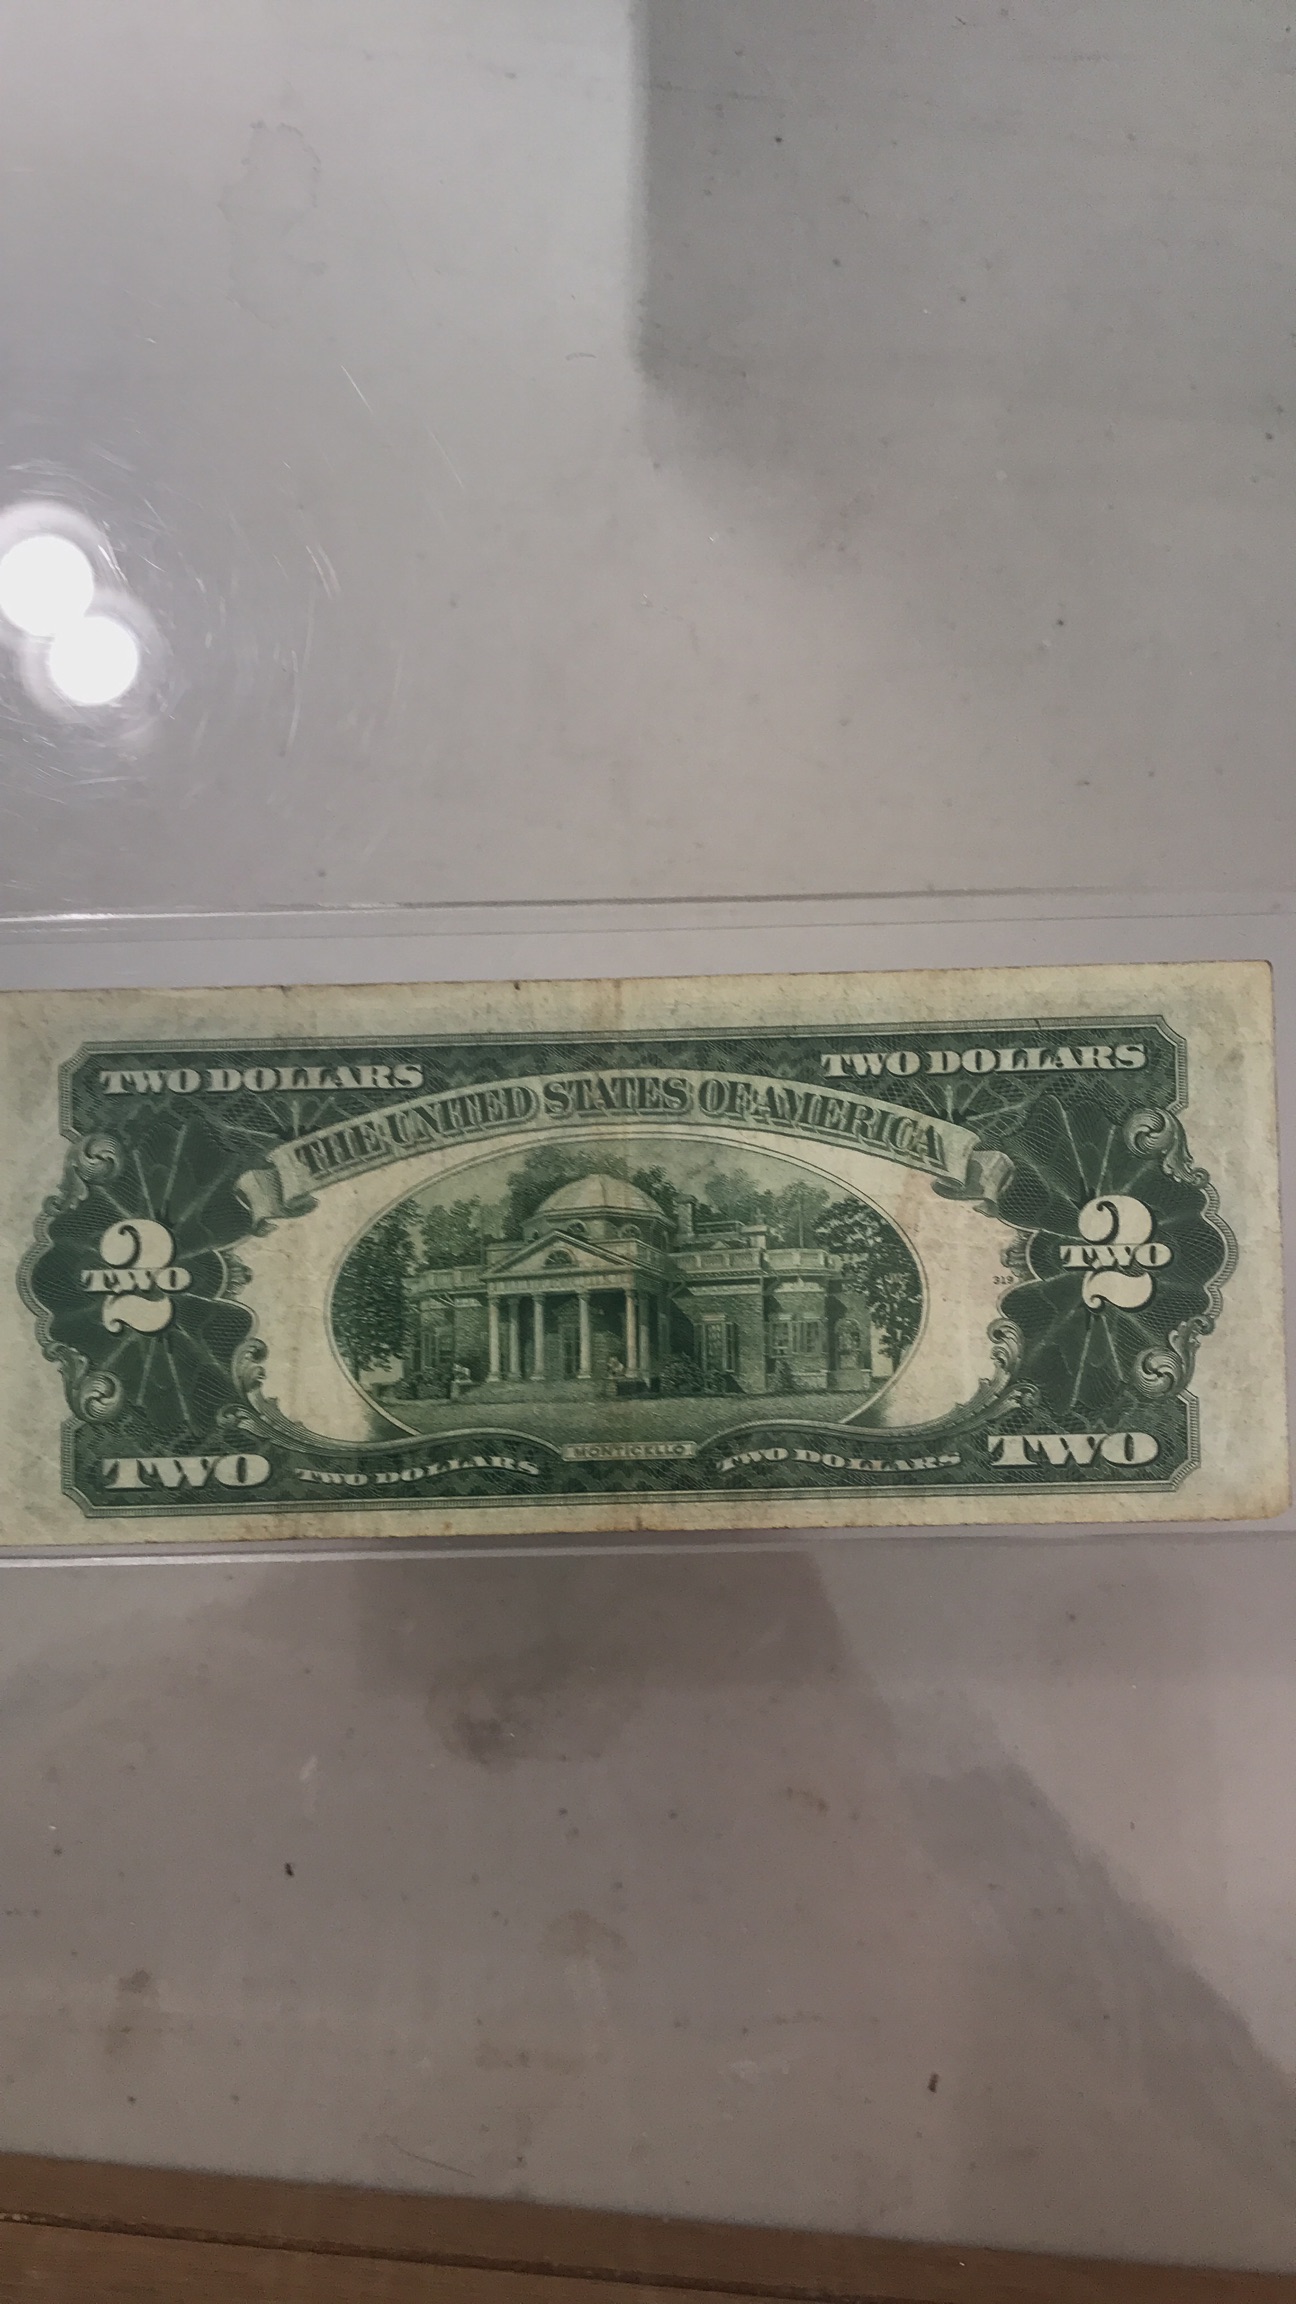 TWO DOLLARS TWO DOLLARS
THE UNITED STATES OF AMERICA
2 2
TWO TWO
319
MONTICELLO
TWO TWO DOLLARS TWO DOLLARS TWO